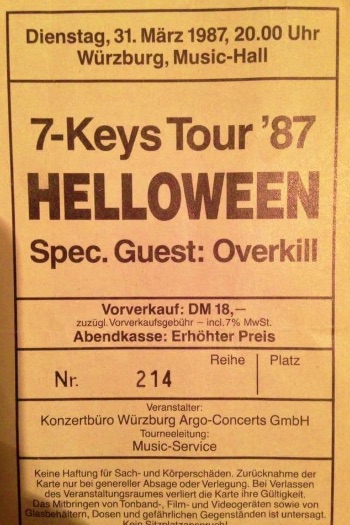 Dienstag, 31. März 1987, 20.00 Uhr
Würzburg, Music-Hall
7-Keys Tour '87
HELLOWEEN
Spec. Guest: Overkill
Vorverkauf: DM 18,–
zuzügl. Vorverkaufsgebühr – incl. 7% MwSt.
Abendkasse: Erhöhter Preis
Reihe Platz
Nr. 214
Veranstalter:
Konzertbüro Würzburg Argo-Concerts GmbH
Tourneeleitung:
Music-Service
Keine Haftung für Sach- und Körperschäden. Zurücknahme der
Karte nur bei genereller Absage oder Verlegung. Bei Verlassen
des Veranstaltungsraumes verliert die Karte ihre Gültigkeit.
Das Mitbringen von Tonband-, Film- und Videogeräten sowie von
Glasbehältern, Dosen und gefährlichen Gegenständen ist untersagt.
Kein Sitzplatzanspruch!